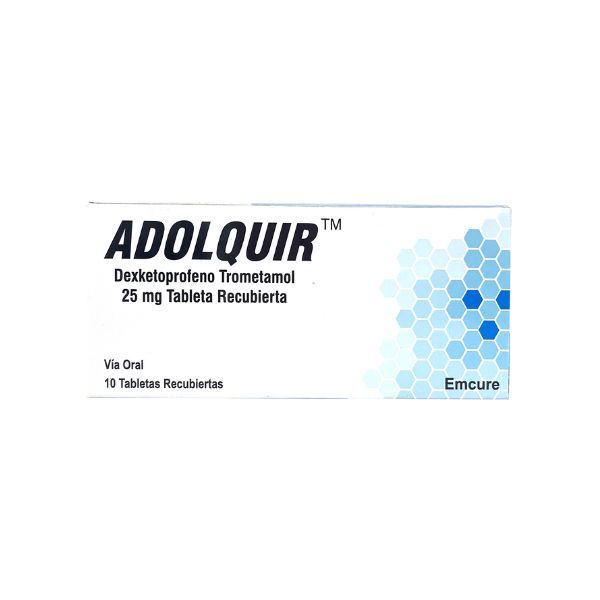 ADOLQUIR™
Dexketoprofeno Trometamol
25 mg Tableta Recubierta
Vía Oral
10 Tabletas Recubiertas
Emcure